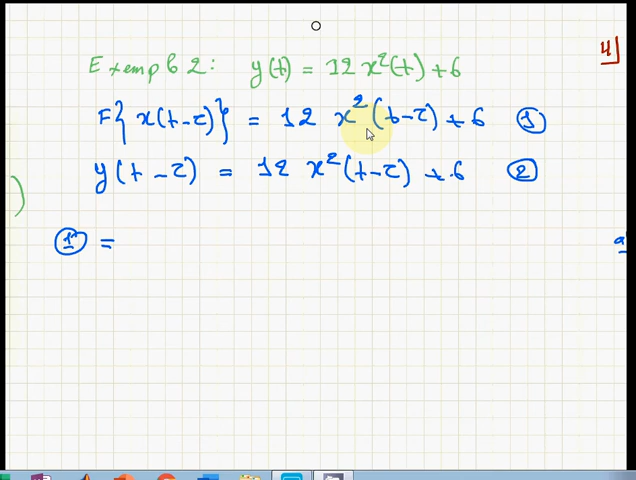 Exemple 2: y(t) = 12 x²(t) + 6
4
F{x(t-τ)} = 12 x²(t-τ) + 6 ①
y(t-τ) = 12 x²(t-τ) + 6 ②
)
① =
a